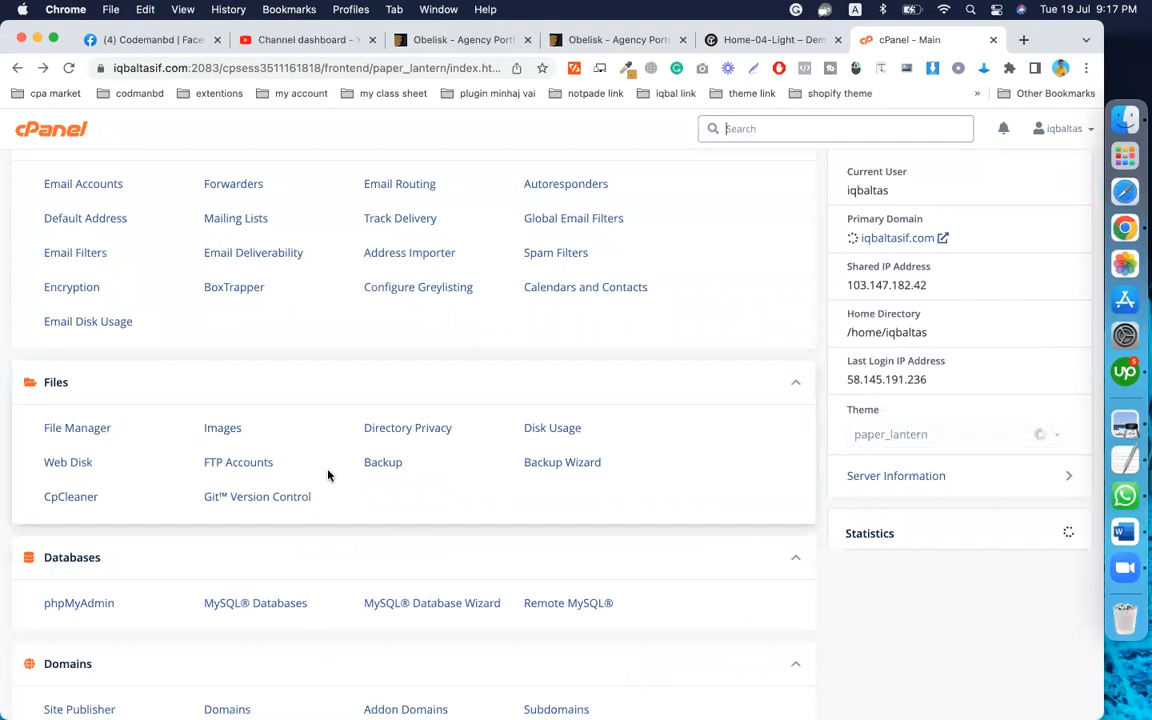 Chrome File Edit View History Bookmarks Profiles Tab Window Help A Tue 19 Jul 9:17 PM
(4) Codemanbd | Face Channel dashboard - Y Obelisk - Agency Portf Obelisk - Agency Portf Home-04-Light – Dem cPanel - Main
iqbaltasif.com:2083/cpsess3511161818/frontend/paper_lantern/index.ht...
cpa market codmanbd extentions my account my class sheet plugin minhaj vai notpade link iqbal link theme link shopify theme » Other Bookmarks
cPanel Search iqbaltas
Email Accounts Forwarders Email Routing Autoresponders
Default Address Mailing Lists Track Delivery Global Email Filters
Email Filters Email Deliverability Address Importer Spam Filters
Encryption BoxTrapper Configure Greylisting Calendars and Contacts
Email Disk Usage
Files
File Manager Images Directory Privacy Disk Usage
Web Disk FTP Accounts Backup Backup Wizard
CpCleaner Git™ Version Control
Databases
phpMyAdmin MySQL® Databases MySQL® Database Wizard Remote MySQL®
Domains
Site Publisher Domains Addon Domains Subdomains
Current User
iqbaltas
Primary Domain
iqbaltasif.com
Shared IP Address
103.147.182.42
Home Directory
/home/iqbaltas
Last Login IP Address
58.145.191.236
Theme
paper_lantern
Server Information
Statistics
up
5
W